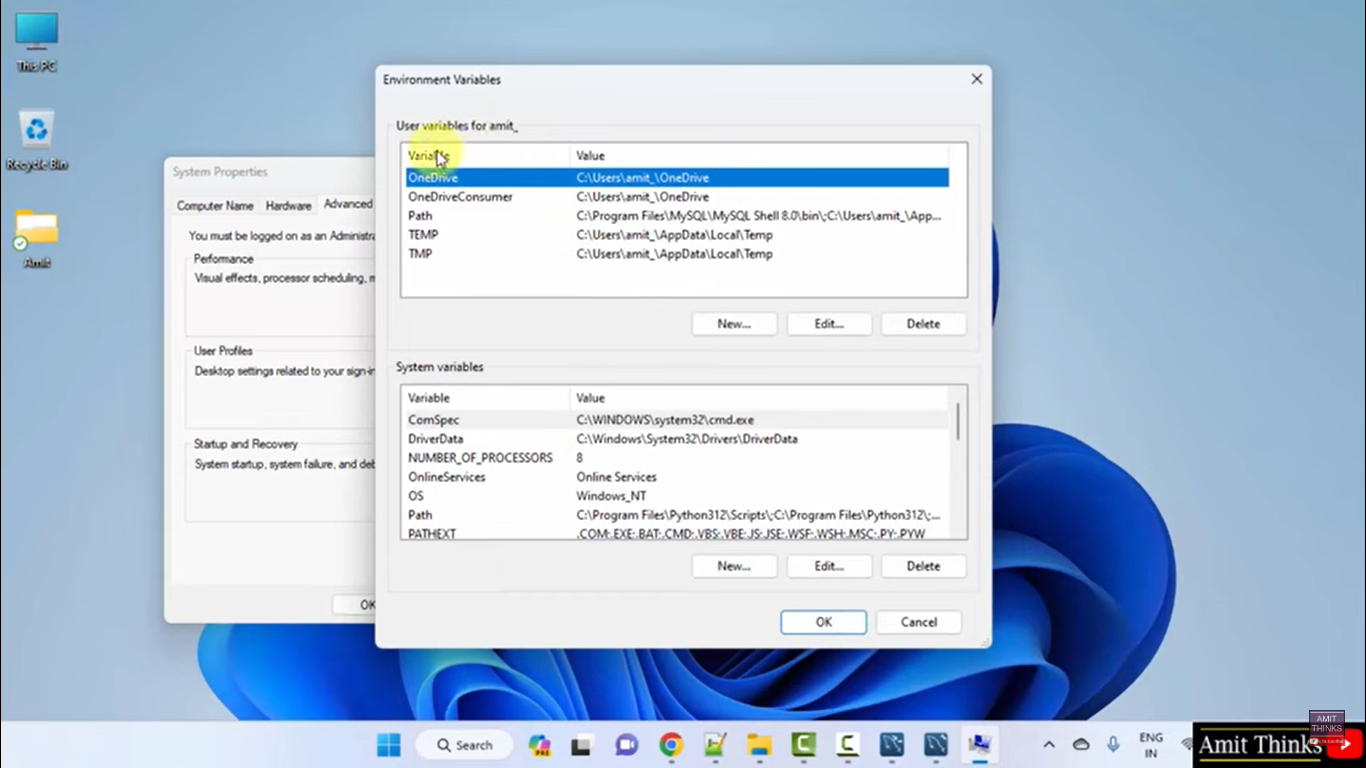 This PC
Recycle Bin
Amit
System Properties
Computer Name Hardware Advanced
You must be logged on as an Administra
Performance
Visual effects, processor scheduling, m
User Profiles
Desktop settings related to your sign-in
Startup and Recovery
System startup, system failure, and deb
OK
Environment Variables
User variables for amit_
Variable Value
OneDrive C:\Users\amit_\OneDrive
OneDriveConsumer C:\Users\amit_\OneDrive
Path C:\Program Files\MySQL\MySQL Shell 8.0\bin\;C:\Users\amit_\App...
TEMP C:\Users\amit_\AppData\Local\Temp
TMP C:\Users\amit_\AppData\Local\Temp
New... Edit... Delete
System variables
Variable Value
ComSpec C:\WINDOWS\system32\cmd.exe
DriverData C:\Windows\System32\Drivers\DriverData
NUMBER_OF_PROCESSORS 8
OnlineServices Online Services
OS Windows_NT
Path C:\Program Files\Python312\Scripts\;C:\Program Files\Python312\;...
PATHEXT .COM;.EXE;.BAT;.CMD;.VBS;.VBE;.JS;.JSE;.WSF;.WSH;.MSC;.PY;.PYW
New... Edit... Delete
OK Cancel
Search
PRE
ENG
IN
Amit Thinks
AMIT
THINKS